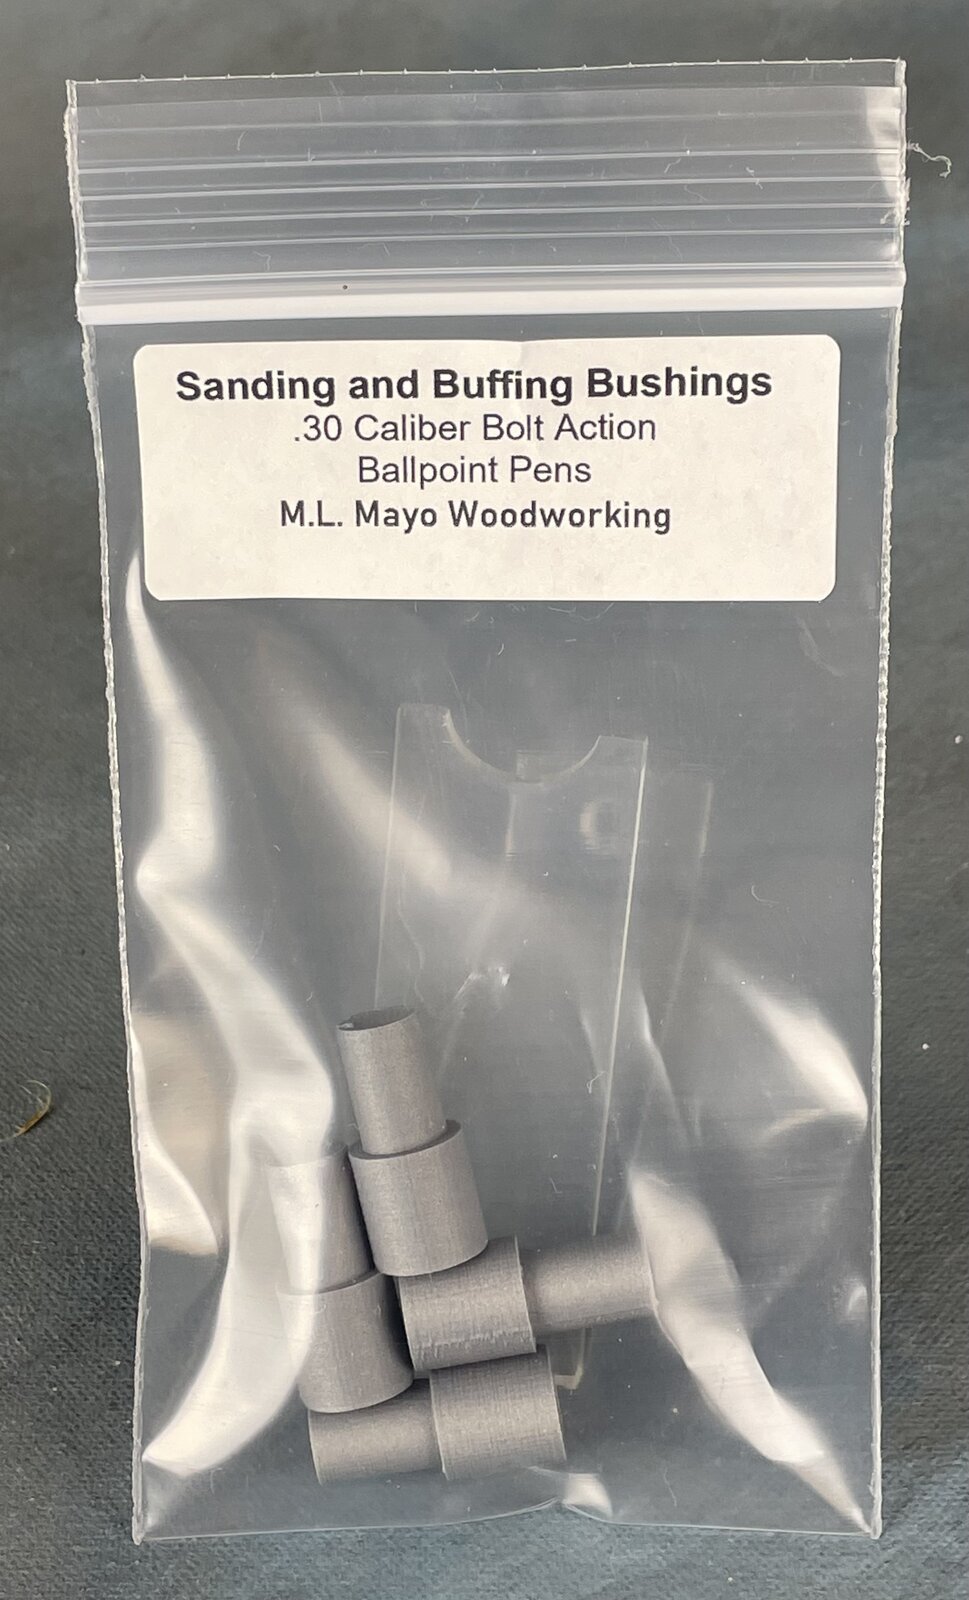 Sanding and Buffing Bushings
.30 Caliber Bolt Action
Ballpoint Pens
M.L. Mayo Woodworking